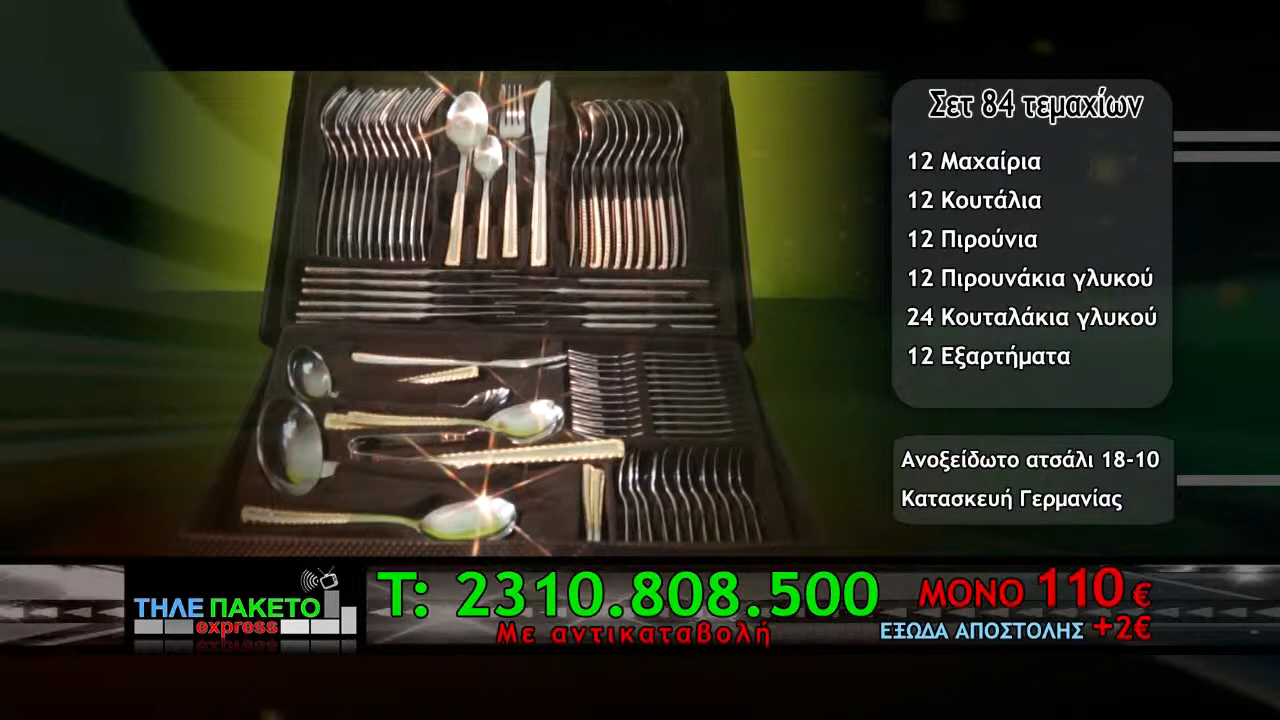 Σετ 84 τεμαχίων
12 Μαχαίρια
12 Κουτάλια
12 Πιρούνια
12 Πιρουνάκια γλυκού
24 Κουταλάκια γλυκού
12 Εξαρτήματα
Ανοξείδωτο ατσάλι 18-10
Κατασκευή Γερμανίας
ΤΗΛΕ ΠΑΚΕΤΟ
express
Τ: 2310.808.500
Με αντικαταβολή
ΜΟΝΟ 110 €
ΕΞΩΔΑ ΑΠΟΣΤΟΛΗΣ +2€